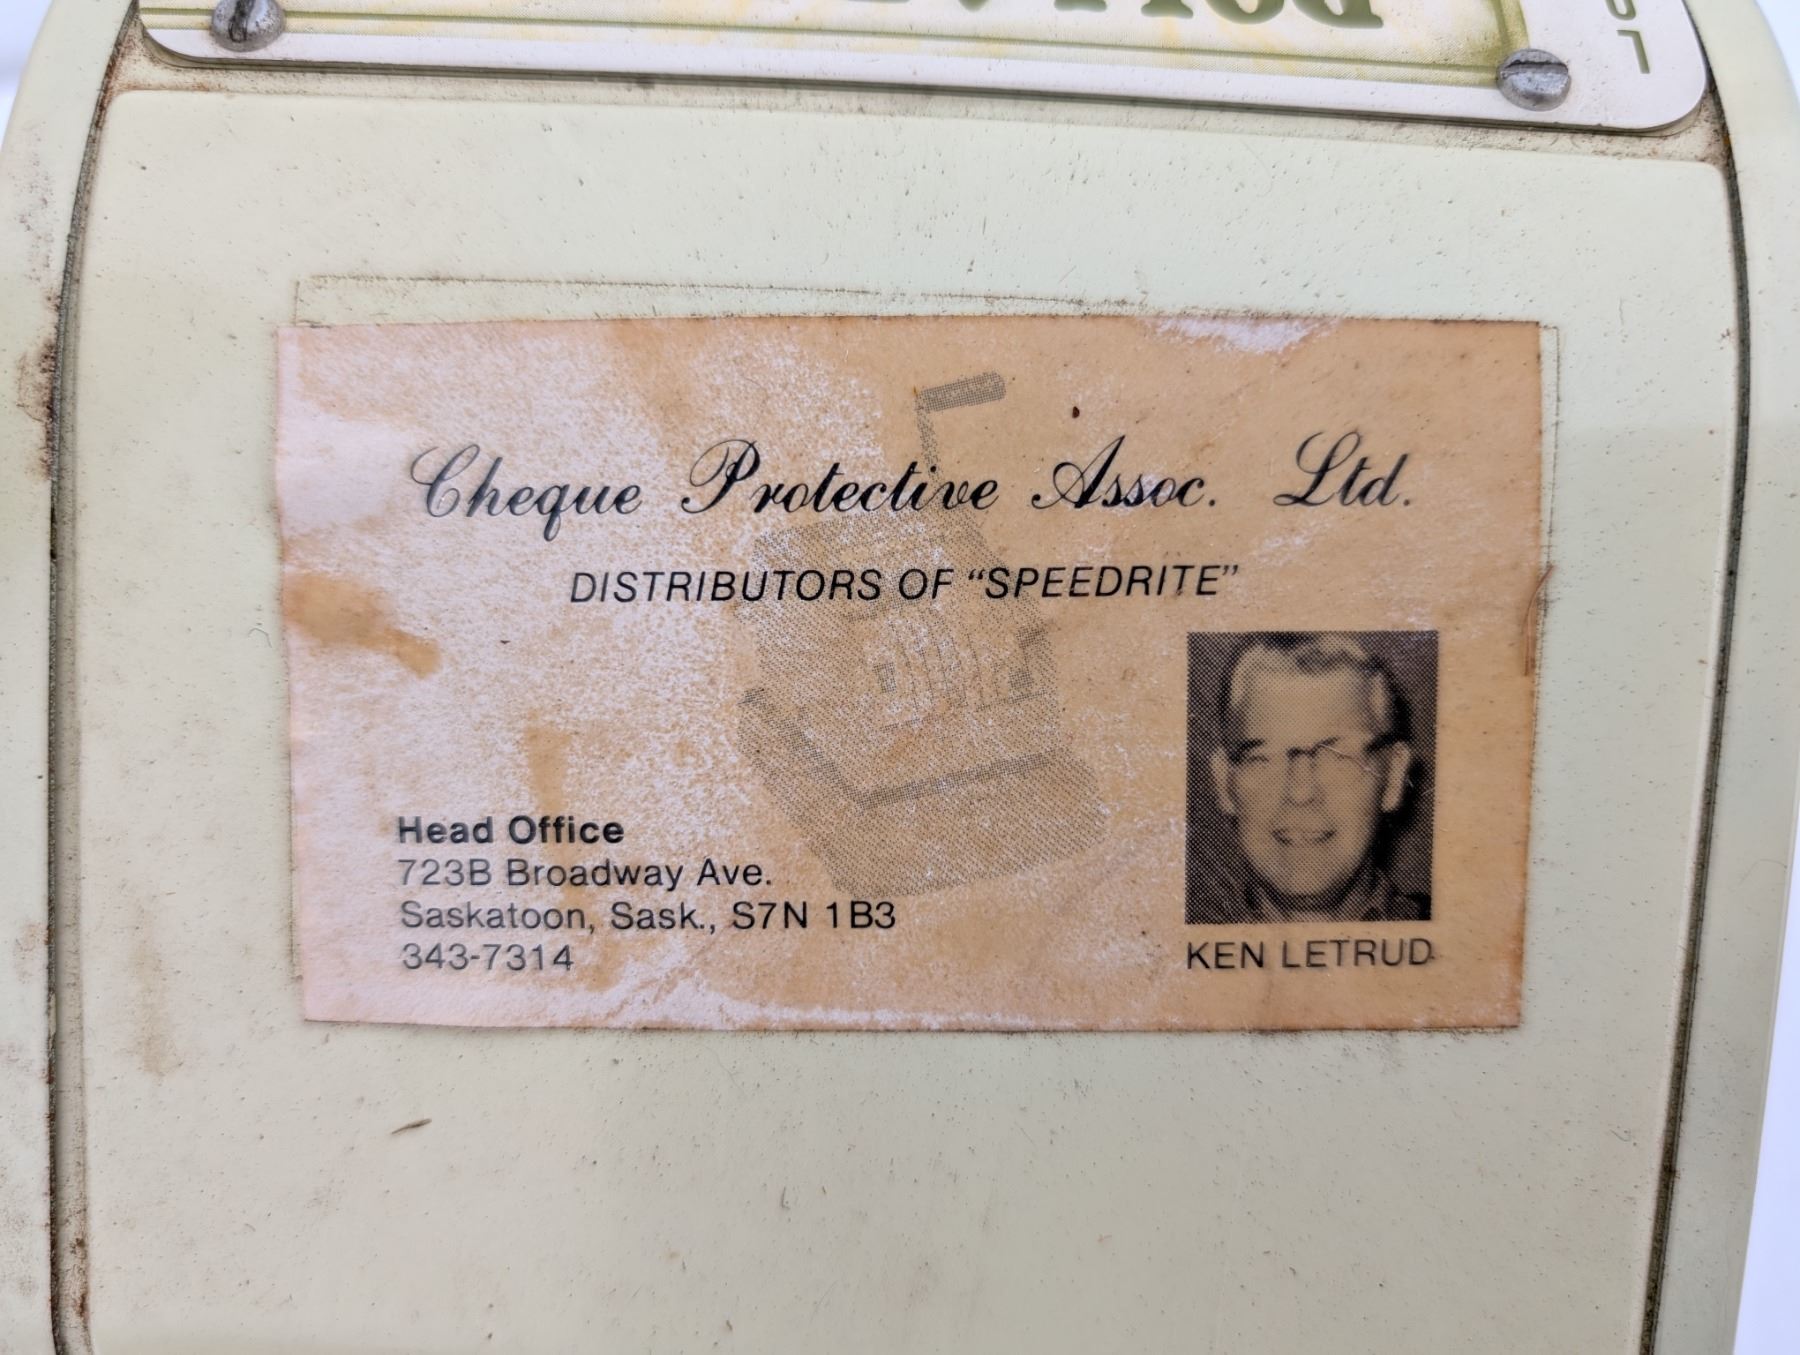 Cheque Protective Assoc. Ltd.
DISTRIBUTORS OF “SPEEDRITE”
Head Office
723B Broadway Ave.
Saskatoon, Sask., S7N 1B3
343-7314
KEN LETRUD